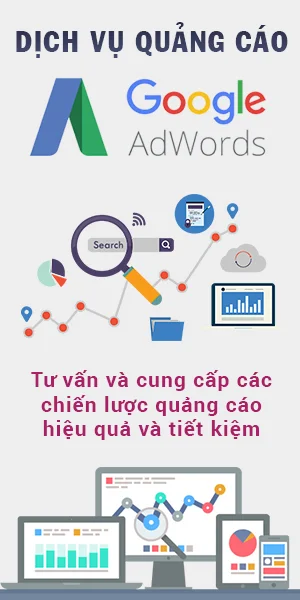 DỊCH VỤ QUẢNG CÁO
Google
AdWords
Search
Tư vấn và cung cấp các
chiến lược quảng cáo
hiệu quả và tiết kiệm